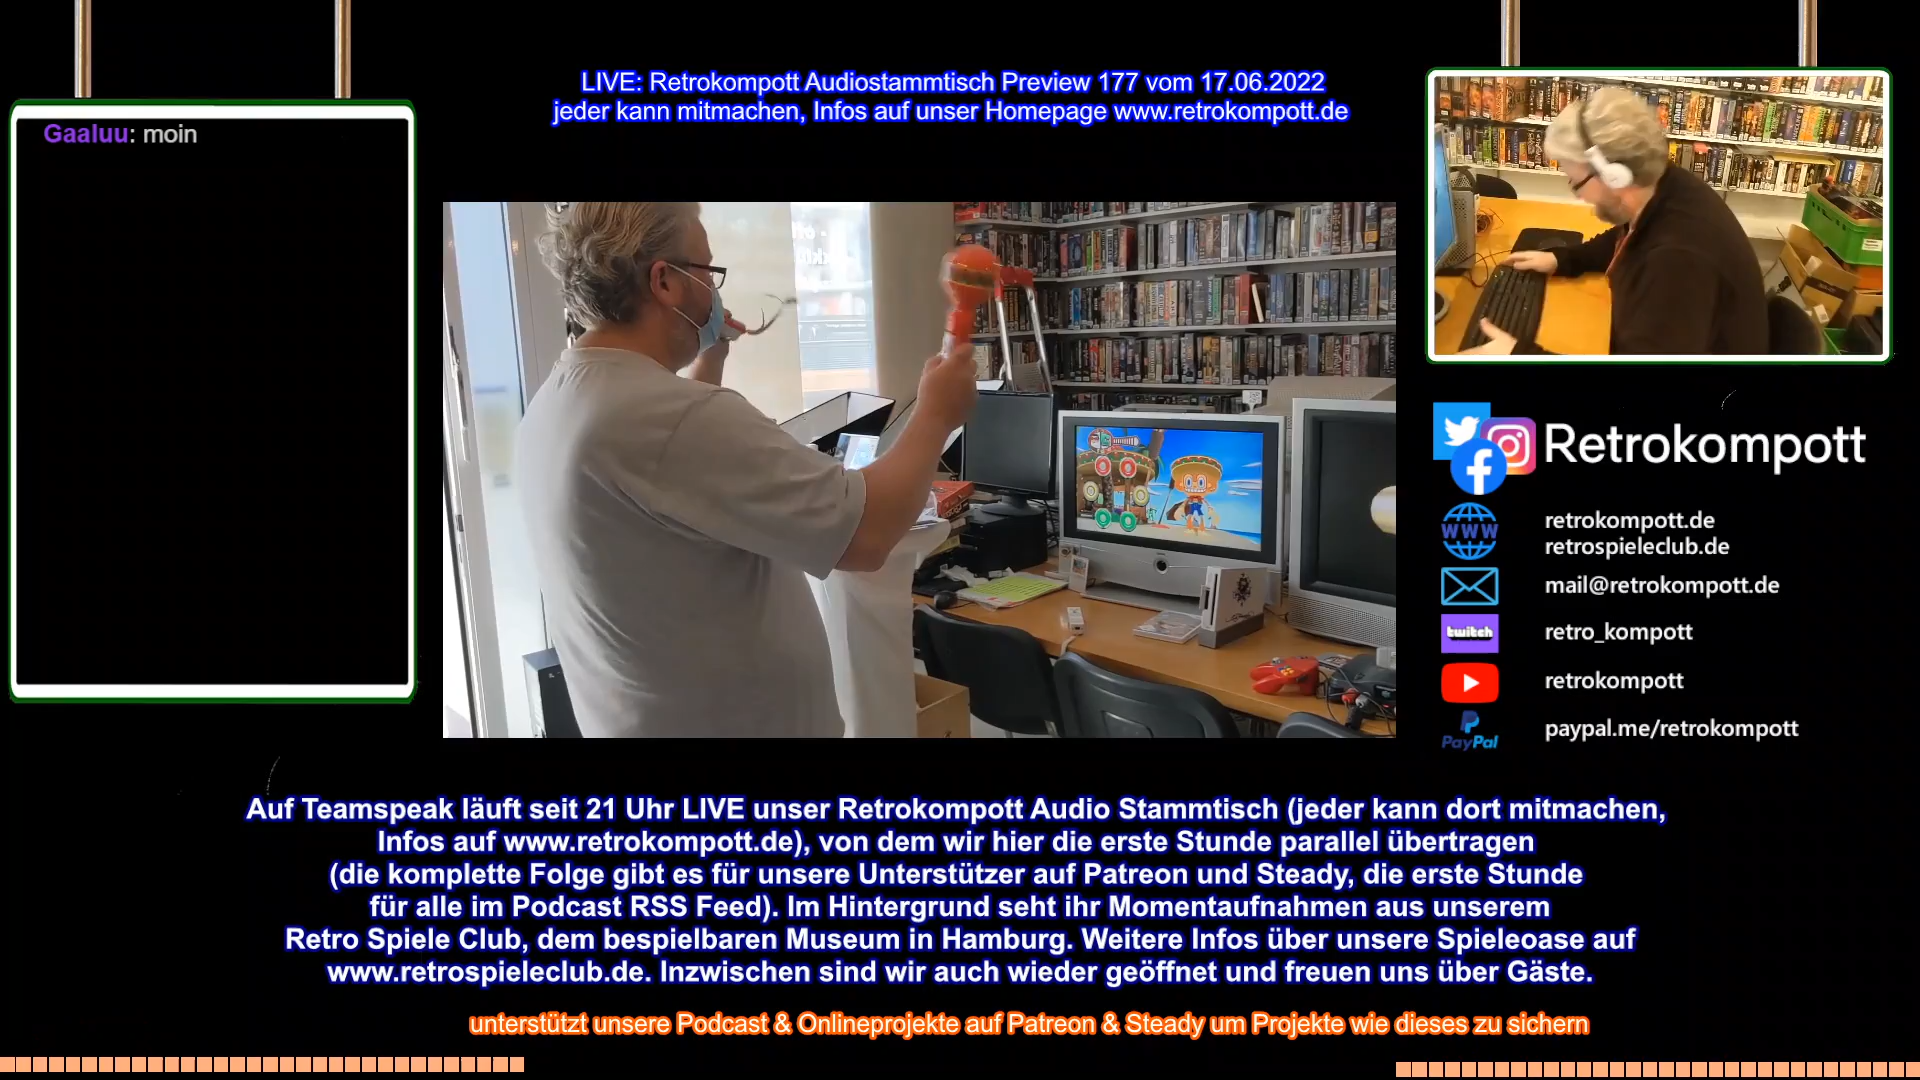 LIVE: Retrokompott Audiostammtisch Preview 177 vom 17.06.2022
jeder kann mitmachen, Infos auf unser Homepage www.retrokompott.de
Gaaluu: moin
Retrokompott
www
retrokompott.de
retrospieleclub.de
mail@retrokompott.de
twitch
retro_kompott
retrokompott
PayPal
paypal.me/retrokompott
Auf Teamspeak läuft seit 21 Uhr LIVE unser Retrokompott Audio Stammtisch (jeder kann dort mitmachen,
Infos auf www.retrokompott.de), von dem wir hier die erste Stunde parallel übertragen
(die komplette Folge gibt es für unsere Unterstützer auf Patreon und Steady, die erste Stunde
für alle im Podcast RSS Feed). Im Hintergrund seht ihr Momentaufnahmen aus unserem
Retro Spiele Club, dem bespielbaren Museum in Hamburg. Weitere Infos über unsere Spieleoase auf
www.retrospieleclub.de. Inzwischen sind wir auch wieder geöffnet und freuen uns über Gäste.
unterstützt unsere Podcast & Onlineprojekte auf Patreon & Steady um Projekte wie dieses zu sichern